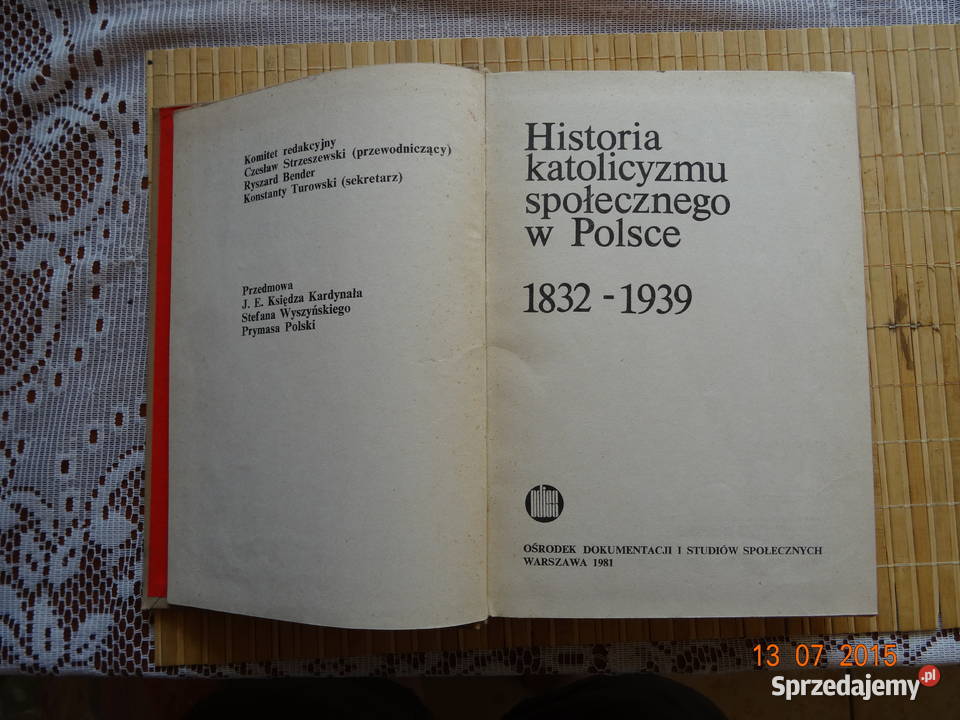 Komitet redakcyjny
Czesław Strzeszewski (przewodniczący)
Ryszard Bender
Konstanty Turowski (sekretarz)
Przedmowa
J. E. Księdza Kardynała
Stefana Wyszyńskiego
Prymasa Polski
Historia
katolicyzmu
społecznego
w Polsce
1832 - 1939
odiss
OŚRODEK DOKUMENTACJI I STUDIÓW SPOŁECZNYCH
WARSZAWA 1981
13 07 2015
Sprzedajemy.pl